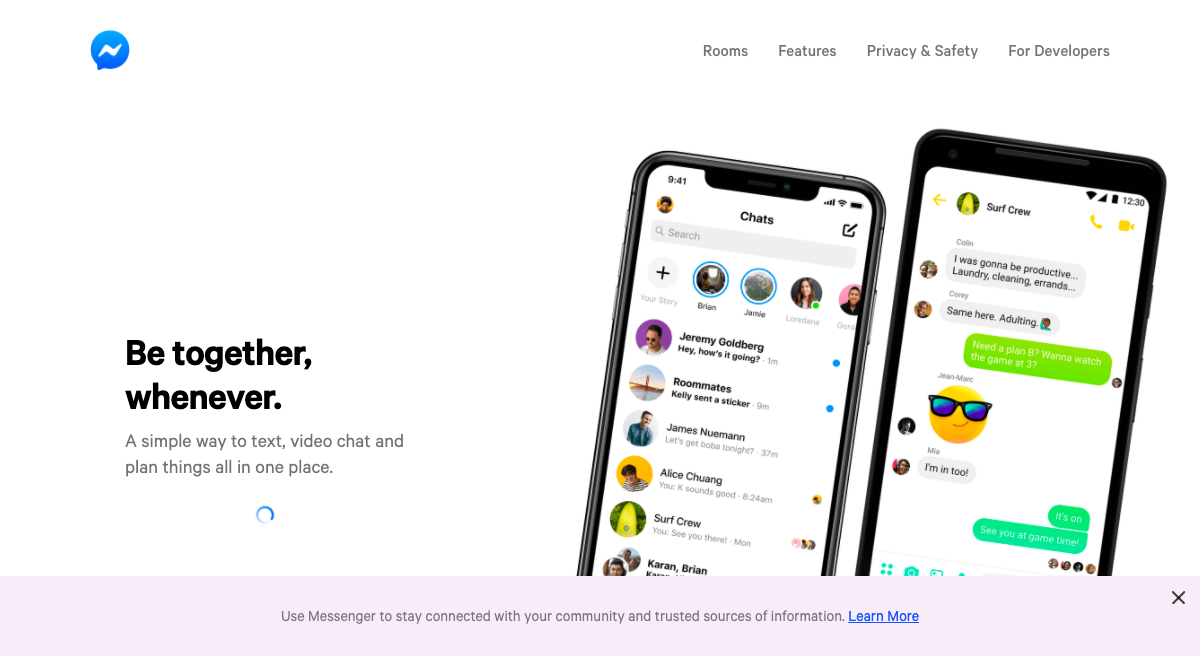 Rooms
Features
Privacy & Safety
For Developers
Be together,
whenever.
A simple way to text, video chat and
plan things all in one place.
9:41
Chats
Search
Your Story
Brian
Jamie
Loredana
Jeremy Goldberg
Hey, how's it going? · 1m
Roommates
Kelly sent a sticker · 9m
James Nuemann
Let's get boba tonight? · 37m
Alice Chuang
You: K sounds good · 8:24am
Surf Crew
You: See you there! · Mon
Karan, Brian
12:30
Surf Crew
Colin
I was gonna be productive...
Laundry, cleaning, errands...
Corey
Same here. Adulting.
Need a plan B? Wanna watch
the game at 3?
Jean-Marc
Mia
I'm in too!
It's on
See you at game time!
Use Messenger to stay connected with your community and trusted sources of information. Learn More